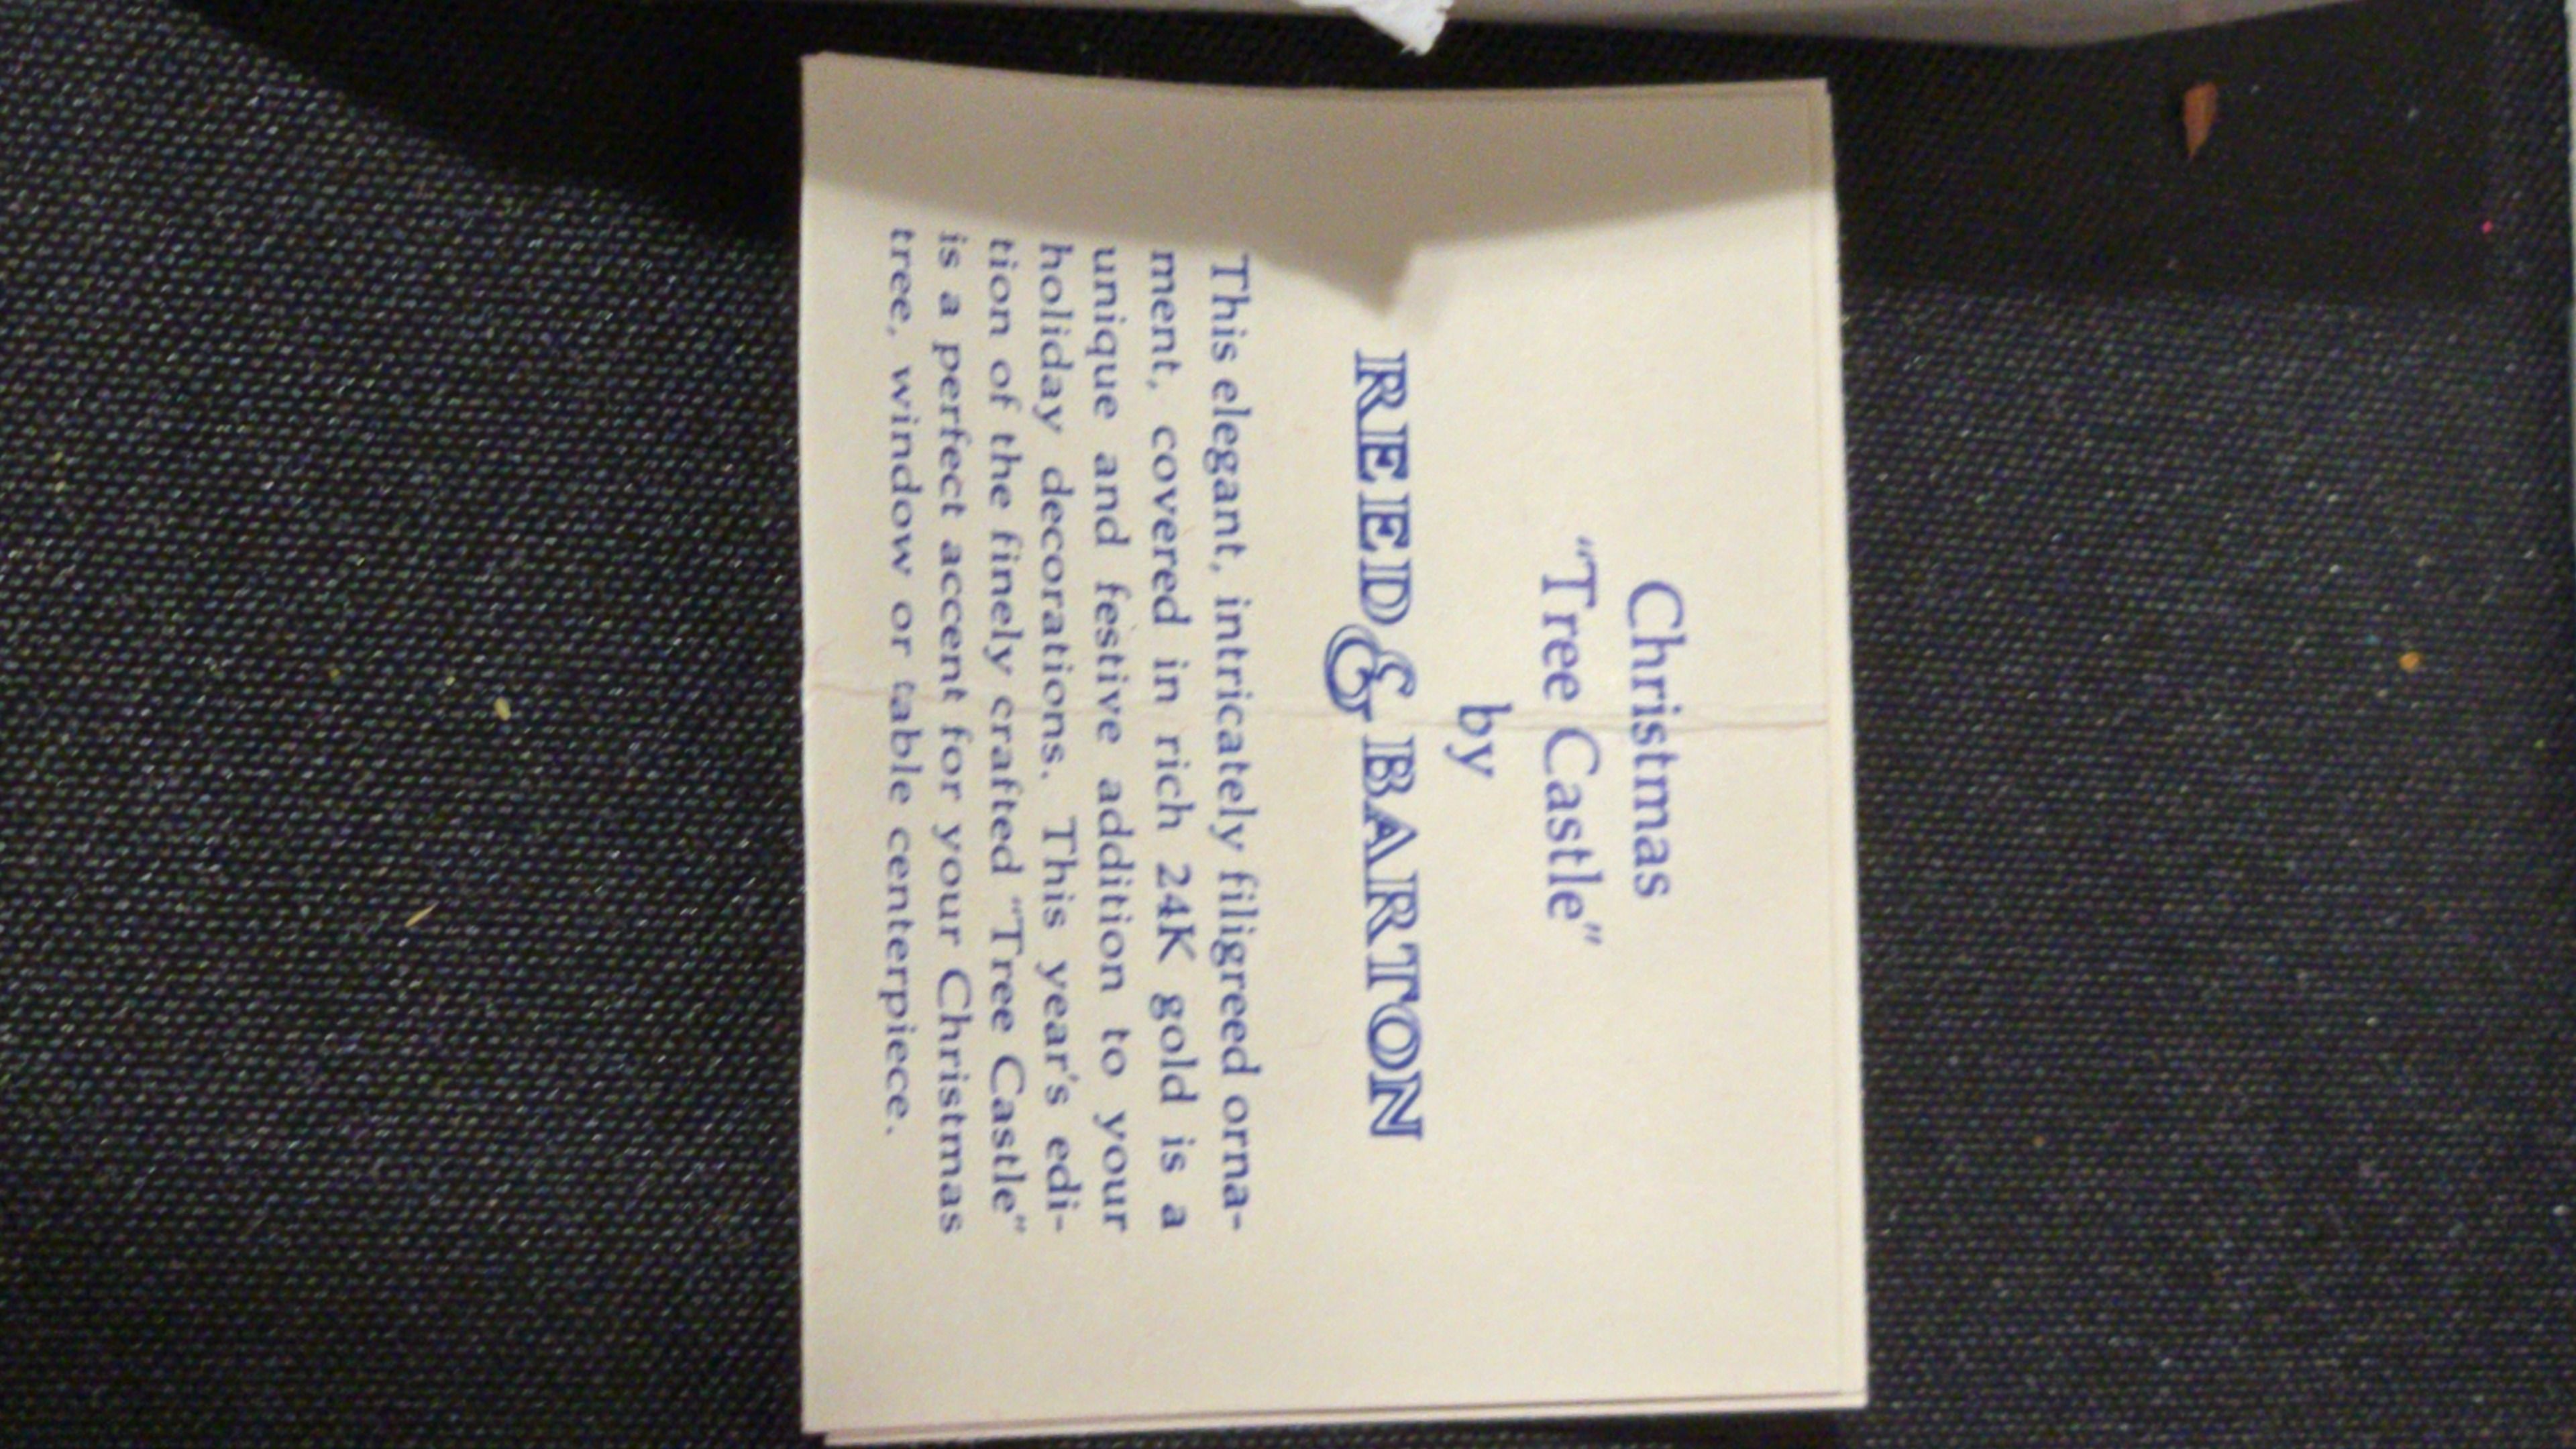 Christmas
“Tree Castle”
by
REED & BARTON
This elegant, intricately filigreed orna-
ment, covered in rich 24K gold is a
unique and festive addition to your
holiday decorations. This year's edi-
tion of the finely crafted “Tree Castle”
is a perfect accent for your Christmas
tree, window or table centerpiece.